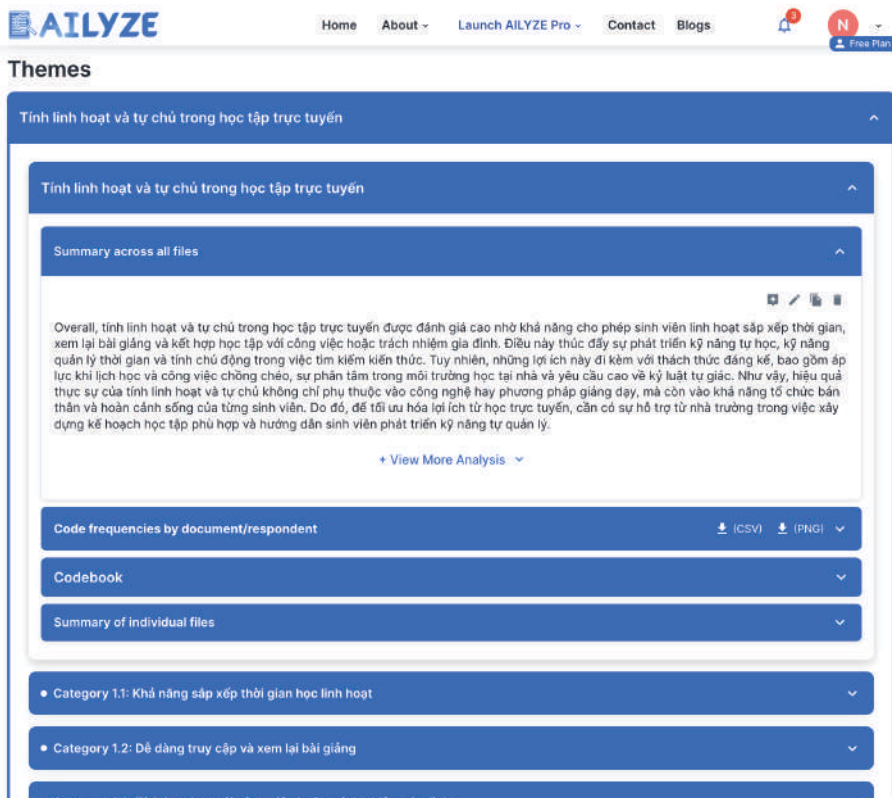 AILYZE
Home About Launch AILYZE Pro Contact Blogs
3
N
Free Plan
Themes
Tính linh hoạt và tự chủ trong học tập trực tuyến
Tính linh hoạt và tự chủ trong học tập trực tuyến
Summary across all files
Overall, tính linh hoạt và tự chủ trong học tập trực tuyến được đánh giá cao nhờ khả năng cho phép sinh viên linh hoạt sắp xếp thời gian,
xem lại bài giảng và kết hợp học tập với công việc hoặc trách nhiệm gia đình. Điều này thúc đẩy sự phát triển kỹ năng tự học, kỹ năng
quản lý thời gian và tính chủ động trong việc tìm kiếm kiến thức. Tuy nhiên, những lợi ích này đi kèm với thách thức đáng kể, bao gồm áp
lực khi lịch học và công việc chồng chéo, sự phân tâm trong môi trường học tại nhà và yêu cầu cao về kỷ luật tự giác. Như vậy, hiệu quả
thực sự của tính linh hoạt và tự chủ không chỉ phụ thuộc vào công nghệ hay phương pháp giảng dạy, mà còn vào khả năng tổ chức bản
thân và hoàn cảnh sống của từng sinh viên. Do đó, để tối ưu hóa lợi ích từ học trực tuyến, cần có sự hỗ trợ từ nhà trường trong việc xây
dựng kế hoạch học tập phù hợp và hướng dẫn sinh viên phát triển kỹ năng tự quản lý.
+ View More Analysis
Code frequencies by document/respondent (CSV) (PNG)
Codebook
Summary of individual files
Category 1.1: Khả năng sắp xếp thời gian học linh hoạt
Category 1.2: Dễ dàng truy cập và xem lại bài giảng